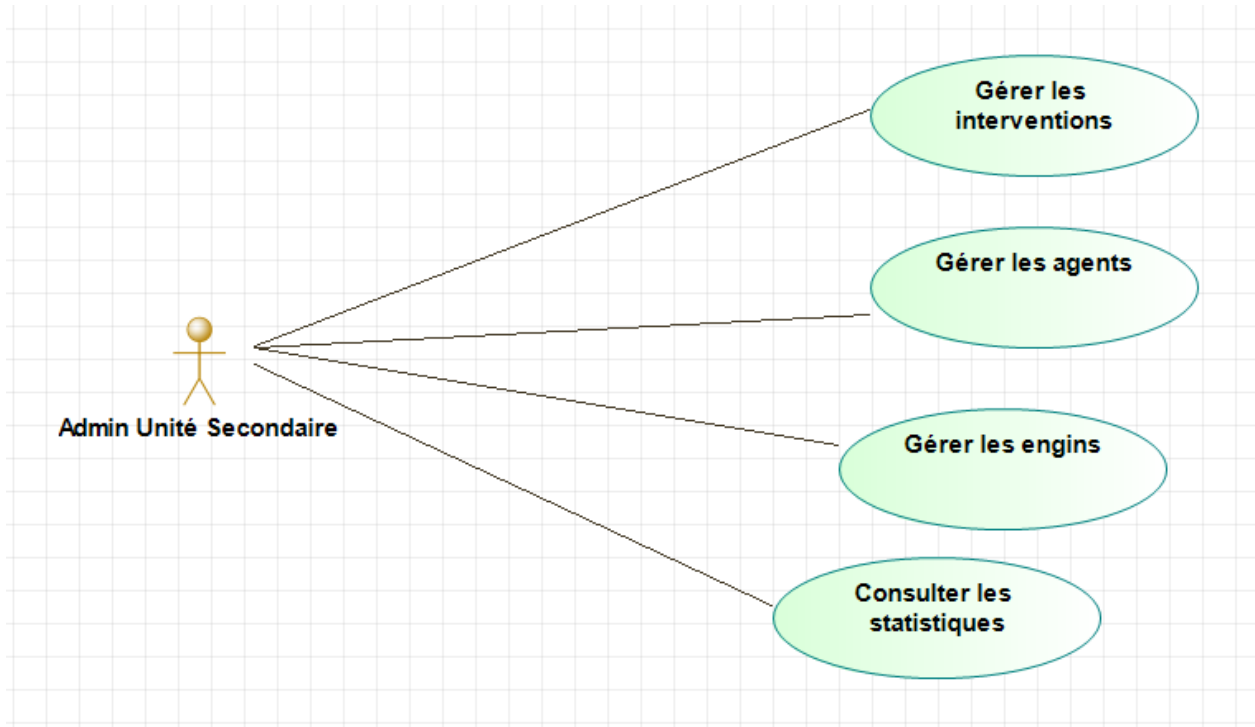 Gérer les
interventions
Gérer les agents
Admin Unité Secondaire
Gérer les engins
Consulter les
statistiques